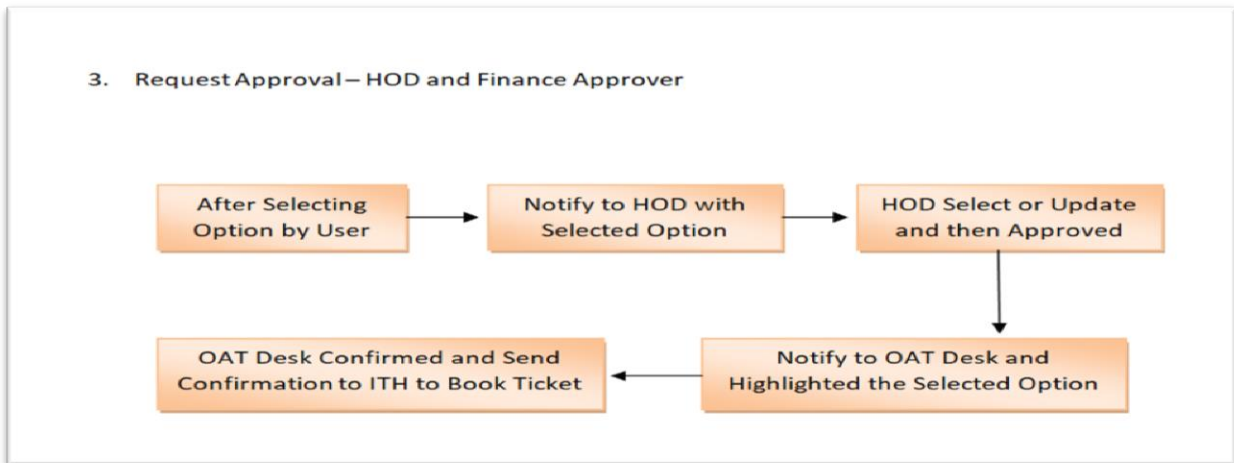 3. Request Approval – HOD and Finance Approver
After Selecting
Option by User
Notify to HOD with
Selected Option
HOD Select or Update
and then Approved
Notify to OAT Desk and
Highlighted the Selected Option
OAT Desk Confirmed and Send
Confirmation to ITH to Book Ticket